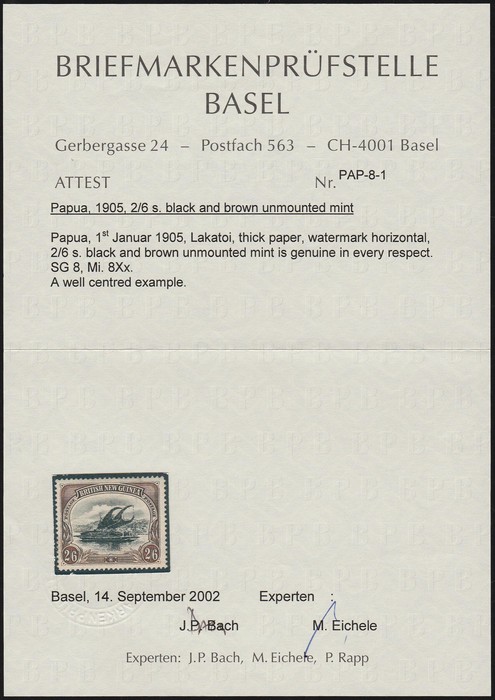 BRIEFMARKENPRÜFSTELLE
BASEL
Gerbergasse 24 – Postfach 563 – CH-4001 Basel
ATTEST Nr. PAP-8-1
Papua, 1905, 2/6 s. black and brown unmounted mint
Papua, 1st Januar 1905, Lakatoi, thick paper, watermark horizontal,
2/6 s. black and brown unmounted mint is genuine in every respect.
SG 8, Mi. 8Xx.
A well centred example.
BRITISH NEW GUINEA
2/6 2/6
Basel, 14. September 2002 Experten :
J.P. Bach M. Eichele
Experten: J.P. Bach, M. Eichele, P. Rapp